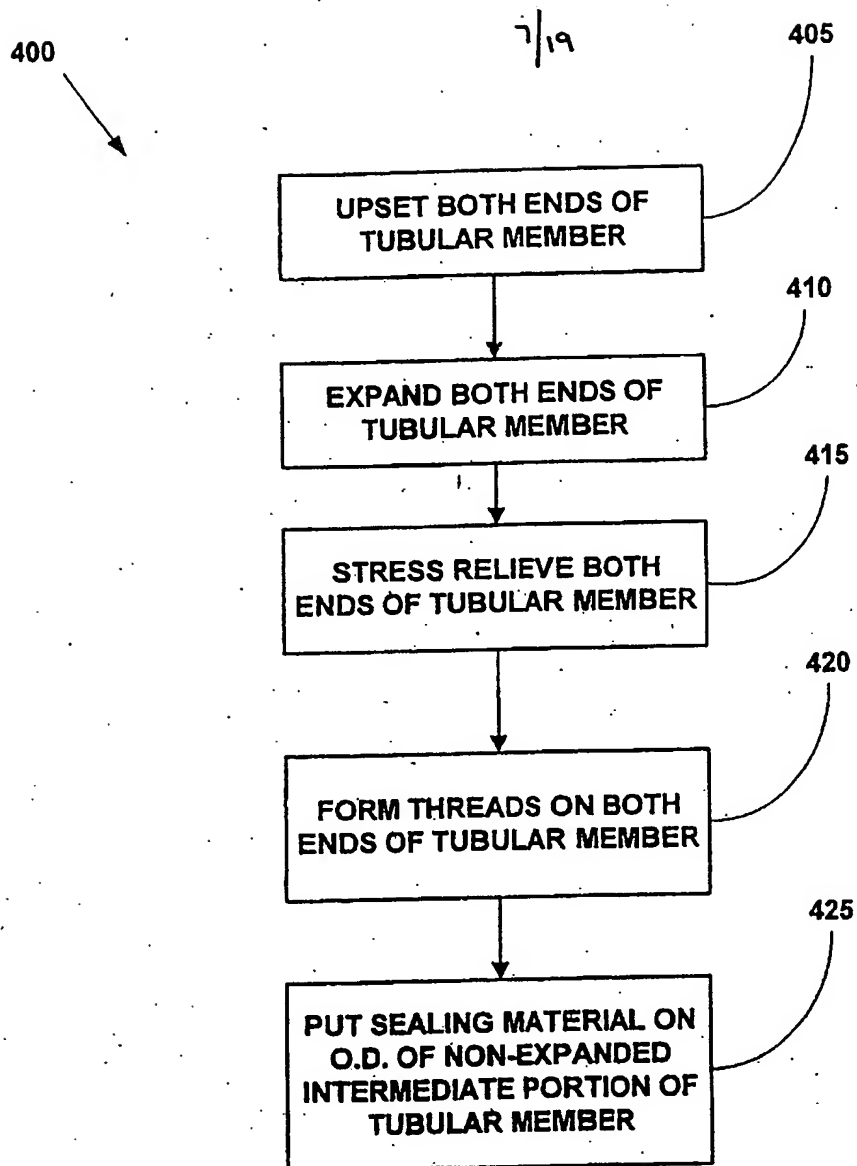 7/19
400
405
UPSET BOTH ENDS OF
TUBULAR MEMBER
410
EXPAND BOTH ENDS OF
TUBULAR MEMBER
415
STRESS RELIEVE BOTH
ENDS OF TUBULAR MEMBER
420
FORM THREADS ON BOTH
ENDS OF TUBULAR MEMBER
425
PUT SEALING MATERIAL ON
O.D. OF NON-EXPANDED
INTERMEDIATE PORTION OF
TUBULAR MEMBER